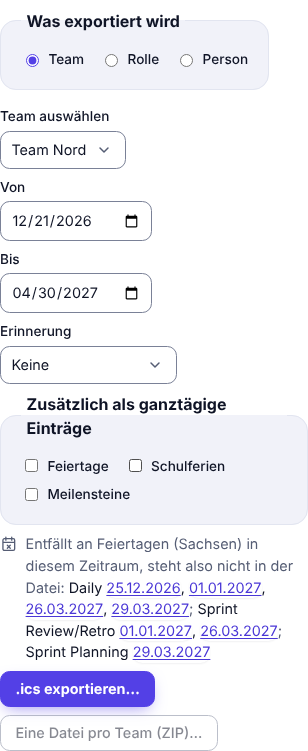 Was exportiert wird
Team Rolle Person
Team auswählen
Team Nord
Von
12/21/2026
Bis
04/30/2027
Erinnerung
Keine
Zusätzlich als ganztägige
Einträge
Feiertage Schulferien
Meilensteine
Entfällt an Feiertagen (Sachsen) in
diesem Zeitraum, steht also nicht in der
Datei: Daily 25.12.2026, 01.01.2027,
26.03.2027, 29.03.2027; Sprint
Review/Retro 01.01.2027, 26.03.2027;
Sprint Planning 29.03.2027
.ics exportieren...
Eine Datei pro Team (ZIP)...